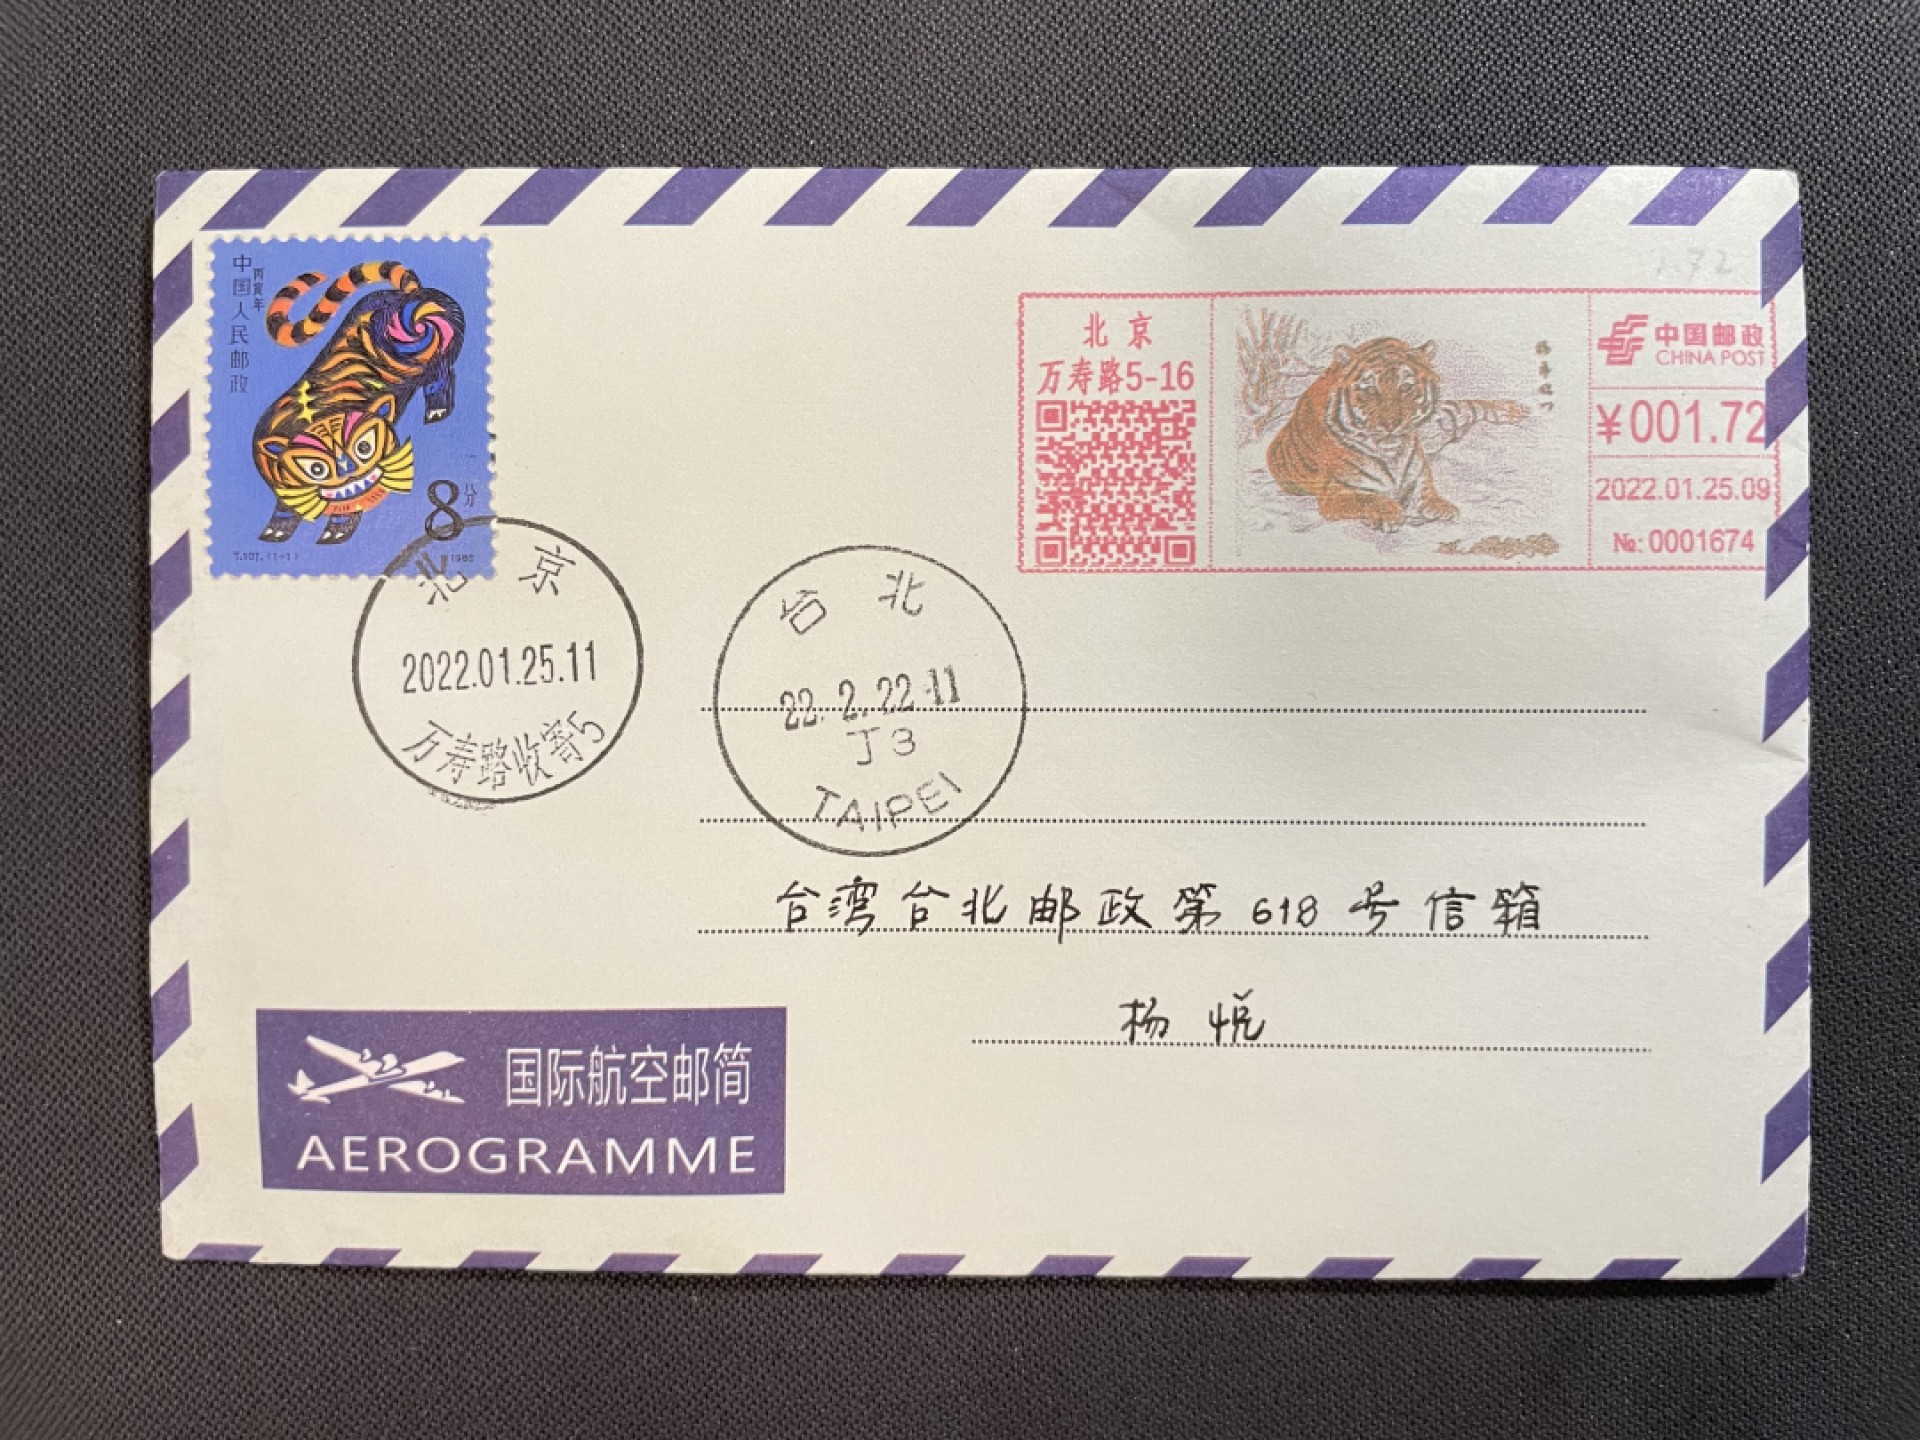 中国人民邮政
丙寅年
8分
T.107.(1-1)
1986
北京
2022.01.25.11
万寿路收寄5
台北
22.2.22-11
J3
TAIPEI
1.72
北京
万寿路5-16
中国邮政
CHINA POST
¥001.72
2022.01.25.09
№: 0001674
台湾台北邮政第618号信箱
杨悦
国际航空邮简
AEROGRAMME